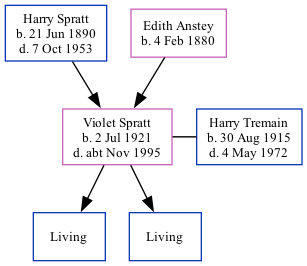 Harry Spratt
b. 21 Jun 1890
d. 7 Oct 1953
Edith Anstey
b. 4 Feb 1880
Violet Spratt
b. 2 Jul 1921
d. abt Nov 1995
Harry Tremain
b. 30 Aug 1915
d. 4 May 1972
Living
Living